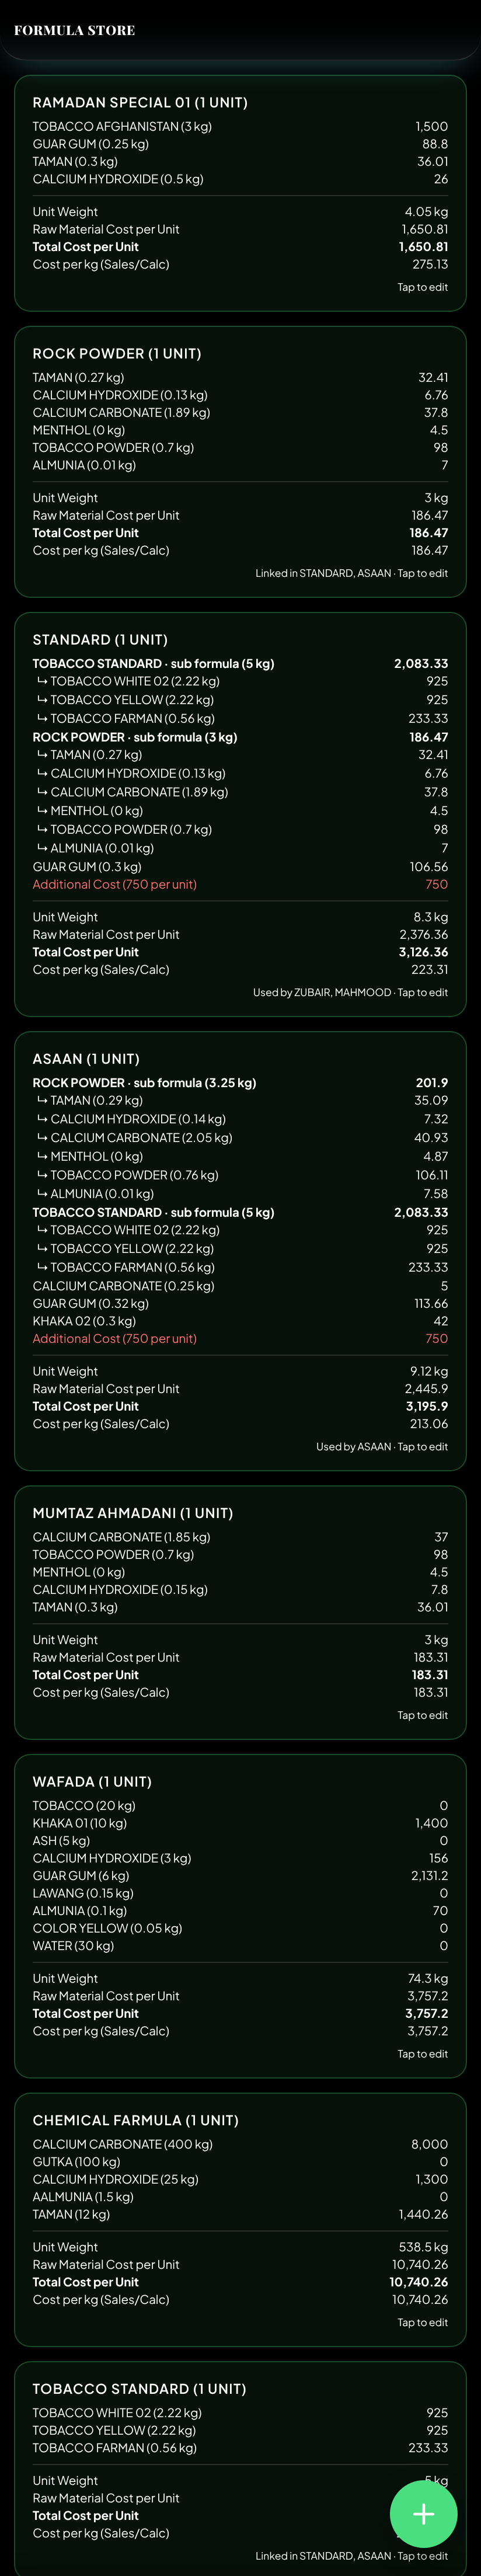 FORMULA STORE
RAMADAN SPECIAL 01 (1 UNIT)
TOBACCO AFGHANISTAN (3 kg) 1,500
GUAR GUM (0.25 kg) 88.8
TAMAN (0.3 kg) 36.01
CALCIUM HYDROXIDE (0.5 kg) 26
Unit Weight 4.05 kg
Raw Material Cost per Unit 1,650.81
Total Cost per Unit 1,650.81
Cost per kg (Sales/Calc) 275.13
Tap to edit
ROCK POWDER (1 UNIT)
TAMAN (0.27 kg) 32.41
CALCIUM HYDROXIDE (0.13 kg) 6.76
CALCIUM CARBONATE (1.89 kg) 37.8
MENTHOL (0 kg) 4.5
TOBACCO POWDER (0.7 kg) 98
ALMUNIA (0.01 kg) 7
Unit Weight 3 kg
Raw Material Cost per Unit 186.47
Total Cost per Unit 186.47
Cost per kg (Sales/Calc) 186.47
Linked in STANDARD, ASAAN · Tap to edit
STANDARD (1 UNIT)
TOBACCO STANDARD · sub formula (5 kg) 2,083.33
↳ TOBACCO WHITE 02 (2.22 kg) 925
↳ TOBACCO YELLOW (2.22 kg) 925
↳ TOBACCO FARMAN (0.56 kg) 233.33
ROCK POWDER · sub formula (3 kg) 186.47
↳ TAMAN (0.27 kg) 32.41
↳ CALCIUM HYDROXIDE (0.13 kg) 6.76
↳ CALCIUM CARBONATE (1.89 kg) 37.8
↳ MENTHOL (0 kg) 4.5
↳ TOBACCO POWDER (0.7 kg) 98
↳ ALMUNIA (0.01 kg) 7
GUAR GUM (0.3 kg) 106.56
Additional Cost (750 per unit) 750
Unit Weight 8.3 kg
Raw Material Cost per Unit 2,376.36
Total Cost per Unit 3,126.36
Cost per kg (Sales/Calc) 223.31
Used by ZUBAIR, MAHMOOD · Tap to edit
ASAAN (1 UNIT)
ROCK POWDER · sub formula (3.25 kg) 201.9
↳ TAMAN (0.29 kg) 35.09
↳ CALCIUM HYDROXIDE (0.14 kg) 7.32
↳ CALCIUM CARBONATE (2.05 kg) 40.93
↳ MENTHOL (0 kg) 4.87
↳ TOBACCO POWDER (0.76 kg) 106.11
↳ ALMUNIA (0.01 kg) 7.58
TOBACCO STANDARD · sub formula (5 kg) 2,083.33
↳ TOBACCO WHITE 02 (2.22 kg) 925
↳ TOBACCO YELLOW (2.22 kg) 925
↳ TOBACCO FARMAN (0.56 kg) 233.33
CALCIUM CARBONATE (0.25 kg) 5
GUAR GUM (0.32 kg) 113.66
KHAKA 02 (0.3 kg) 42
Additional Cost (750 per unit) 750
Unit Weight 9.12 kg
Raw Material Cost per Unit 2,445.9
Total Cost per Unit 3,195.9
Cost per kg (Sales/Calc) 213.06
Used by ASAAN · Tap to edit
MUMTAZ AHMADANI (1 UNIT)
CALCIUM CARBONATE (1.85 kg) 37
TOBACCO POWDER (0.7 kg) 98
MENTHOL (0 kg) 4.5
CALCIUM HYDROXIDE (0.15 kg) 7.8
TAMAN (0.3 kg) 36.01
Unit Weight 3 kg
Raw Material Cost per Unit 183.31
Total Cost per Unit 183.31
Cost per kg (Sales/Calc) 183.31
Tap to edit
WAFADA (1 UNIT)
TOBACCO (20 kg) 0
KHAKA 01 (10 kg) 1,400
ASH (5 kg) 0
CALCIUM HYDROXIDE (3 kg) 156
GUAR GUM (6 kg) 2,131.2
LAWANG (0.15 kg) 0
ALMUNIA (0.1 kg) 70
COLOR YELLOW (0.05 kg) 0
WATER (30 kg) 0
Unit Weight 74.3 kg
Raw Material Cost per Unit 3,757.2
Total Cost per Unit 3,757.2
Cost per kg (Sales/Calc) 3,757.2
Tap to edit
CHEMICAL FARMULA (1 UNIT)
CALCIUM CARBONATE (400 kg) 8,000
GUTKA (100 kg) 0
CALCIUM HYDROXIDE (25 kg) 1,300
AALMUNIA (1.5 kg) 0
TAMAN (12 kg) 1,440.26
Unit Weight 538.5 kg
Raw Material Cost per Unit 10,740.26
Total Cost per Unit 10,740.26
Cost per kg (Sales/Calc) 10,740.26
Tap to edit
TOBACCO STANDARD (1 UNIT)
TOBACCO WHITE 02 (2.22 kg) 925
TOBACCO YELLOW (2.22 kg) 925
TOBACCO FARMAN (0.56 kg) 233.33
Unit Weight 5 kg
Raw Material Cost per Unit
Total Cost per Unit
Cost per kg (Sales/Calc)
Linked in STANDARD, ASAAN · Tap to edit